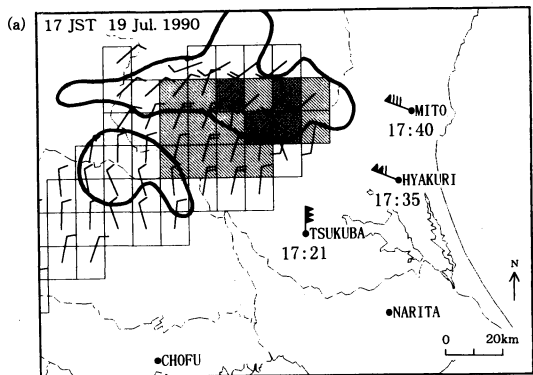 (a)
17 JST 19 Jul. 1990
MITO
17:40
HYAKURI
17:35
TSUKUBA
17:21
N
NARITA
0 20km
CHOFU